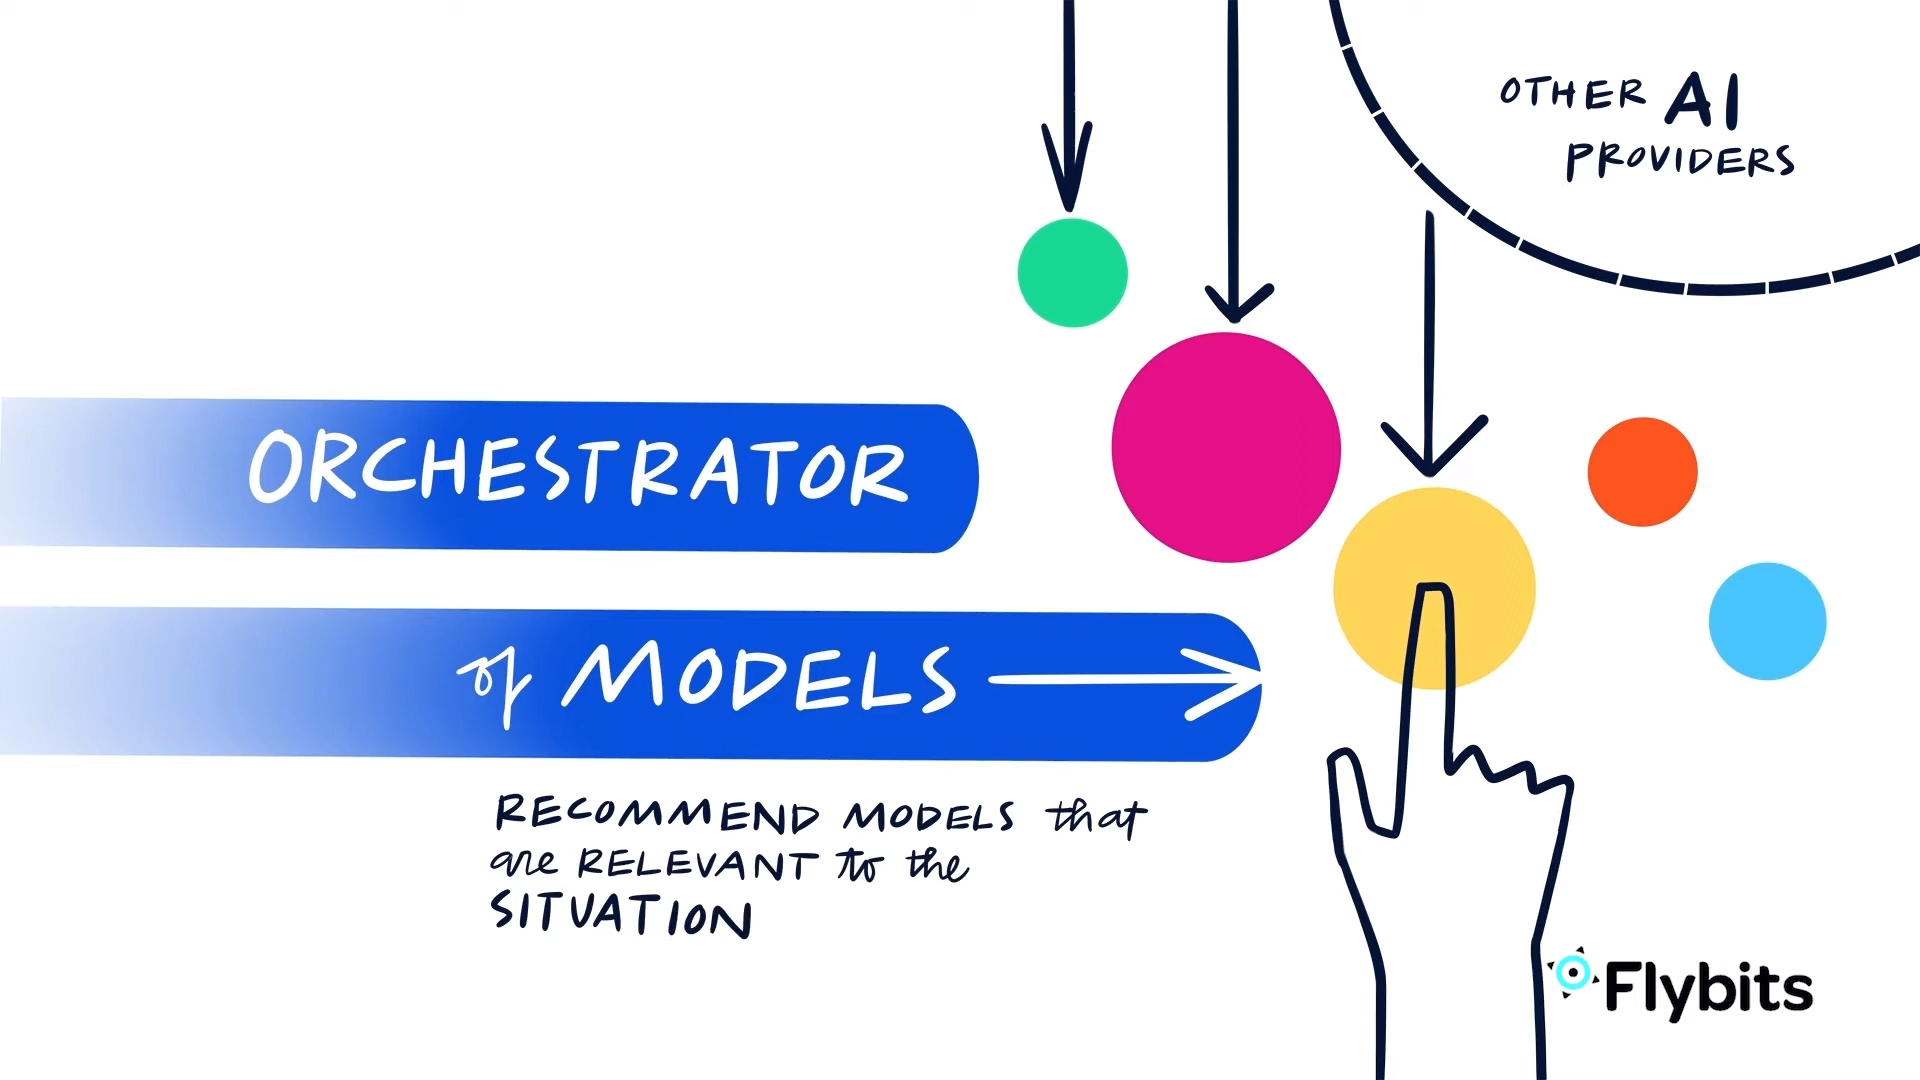 OTHER AI
PROVIDERS
ORCHESTRATOR
of MODELS
RECOMMEND MODELS that
are RELEVANT to the
SITUATION
Flybits